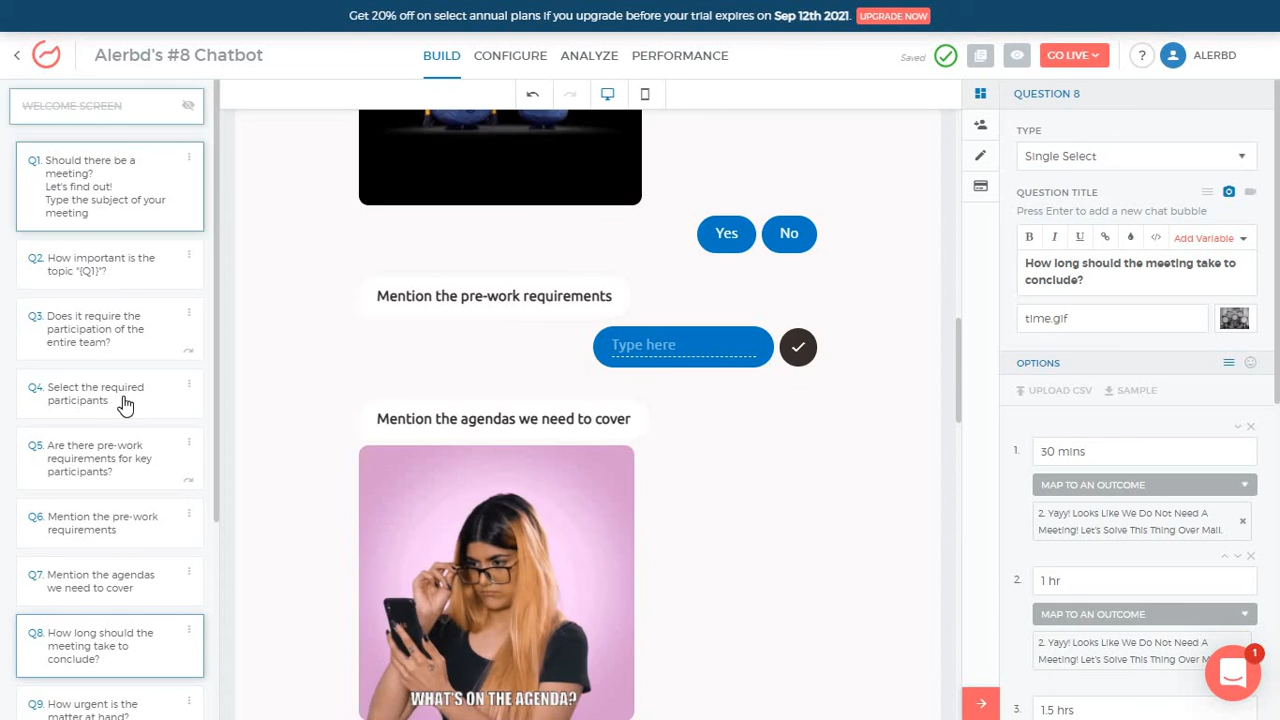 Get 20% off on select annual plans if you upgrade before your trial expires on Sep 12th 2021. UPGRADE NOW
Alerbd's #8 Chatbot
BUILD CONFIGURE ANALYZE PERFORMANCE
Saved
GO LIVE
?
ALERBD
WELCOME SCREEN
Q1. Should there be a
meeting?
Let's find out!
Type the subject of your
meeting
Q2. How important is the
topic "{Q1}"?
Q3. Does it require the
participation of the
entire team?
Q4. Select the required
participants
Q5. Are there pre-work
requirements for key
participants?
Q6. Mention the pre-work
requirements
Q7. Mention the agendas
we need to cover
Q8. How long should the
meeting take to
conclude?
Q9. How urgent is the
matter at hand?
Yes No
Mention the pre-work requirements
Type here
Mention the agendas we need to cover
WHAT'S ON THE AGENDA?
QUESTION 8
TYPE
Single Select
QUESTION TITLE
Press Enter to add a new chat bubble
B I U </> Add Variable
How long should the meeting take to
conclude?
time.gif
OPTIONS
UPLOAD CSV SAMPLE
1. 30 mins
MAP TO AN OUTCOME
2. Yayy! Looks Like We Do Not Need A
Meeting! Let's Solve This Thing Over Mail.
2. 1 hr
MAP TO AN OUTCOME
2. Yayy! Looks Like We Do Not Need A
Meeting! Let's Solve This Thing Over M
1
3. 1.5 hrs